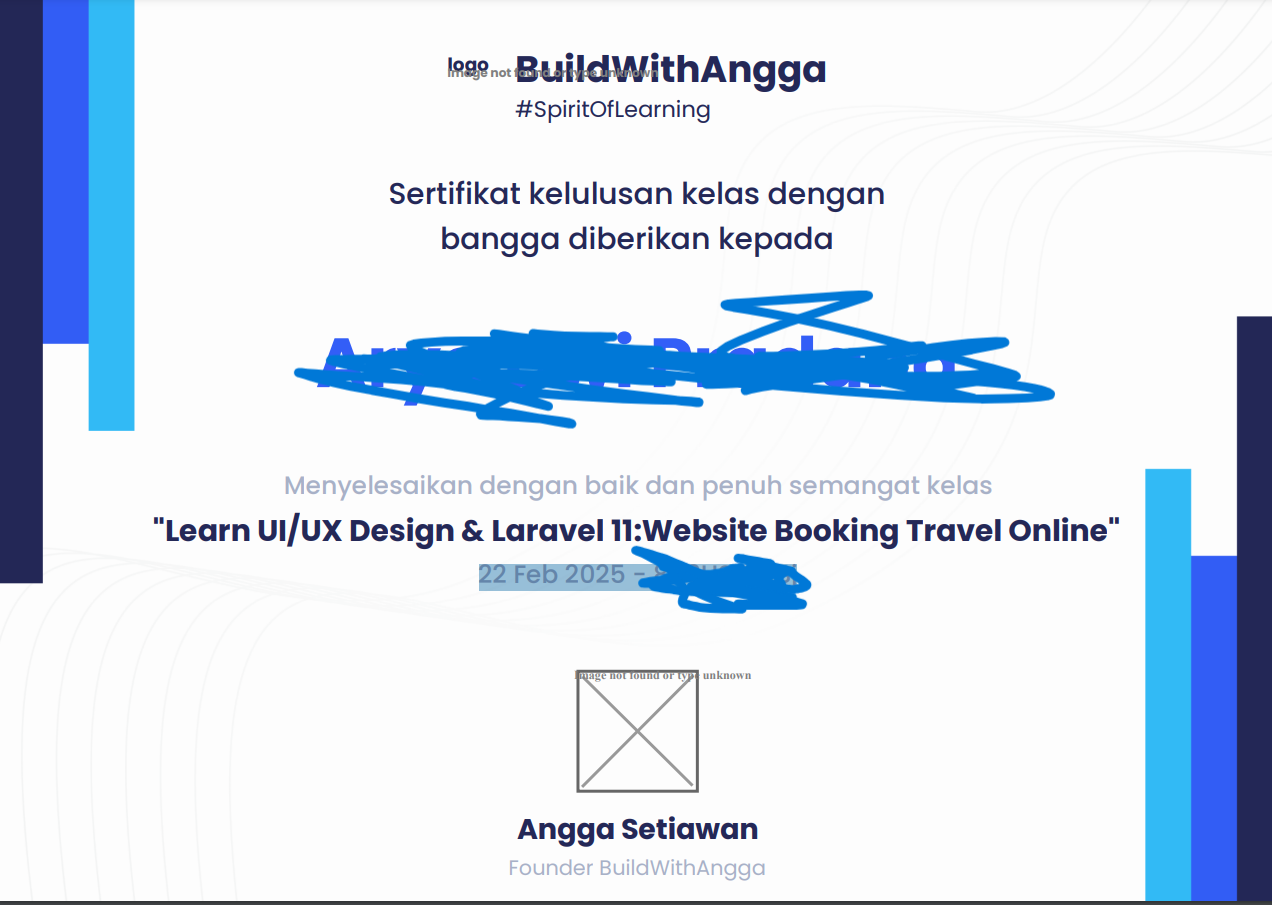 logo
Image not found or type unknown
BuildWithAngga
#SpiritOfLearning
Sertifikat kelulusan kelas dengan
bangga diberikan kepada
Menyelesaikan dengan baik dan penuh semangat kelas
"Learn UI/UX Design & Laravel 11:Website Booking Travel Online"
22 Feb 2025 -
Image not found or type unknown
Angga Setiawan
Founder BuildWithAngga